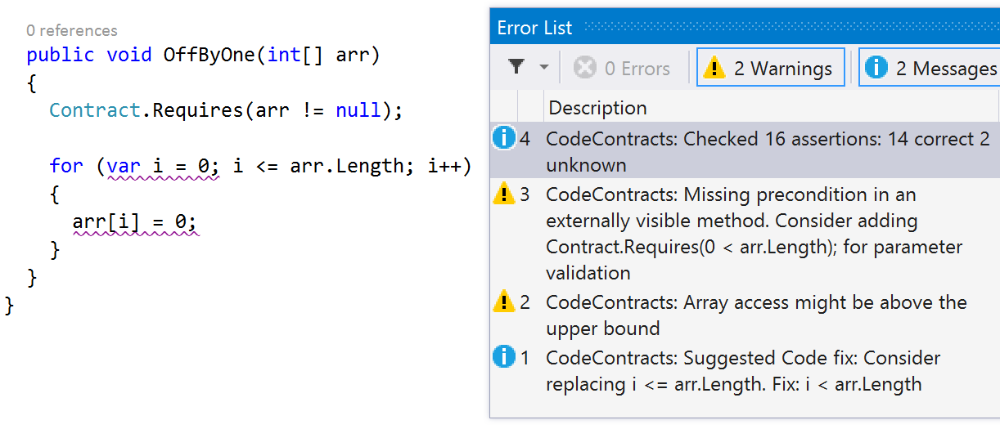 0 references
public void OffByOne(int[] arr)
{
Contract.Requires(arr != null);
for (var i = 0; i <= arr.Length; i++)
{
arr[i] = 0;
}
}
}
Error List
0 Errors
2 Warnings
2 Messages
Description
4 CodeContracts: Checked 16 assertions: 14 correct 2
unknown
3 CodeContracts: Missing precondition in an
externally visible method. Consider adding
Contract.Requires(0 < arr.Length); for parameter
validation
2 CodeContracts: Array access might be above the
upper bound
1 CodeContracts: Suggested Code fix: Consider
replacing i <= arr.Length. Fix: i < arr.Length